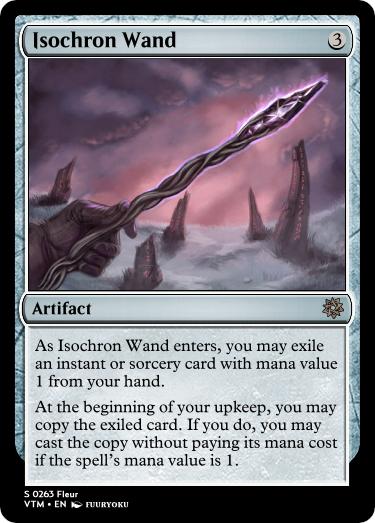 Isochron Wand 3
Artifact
As Isochron Wand enters, you may exile
an instant or sorcery card with mana value
1 from your hand.
At the beginning of your upkeep, you may
copy the exiled card. If you do, you may
cast the copy without paying its mana cost
if the spell's mana value is 1.
S 0263 Fleur
VTM • EN FUURYOKU